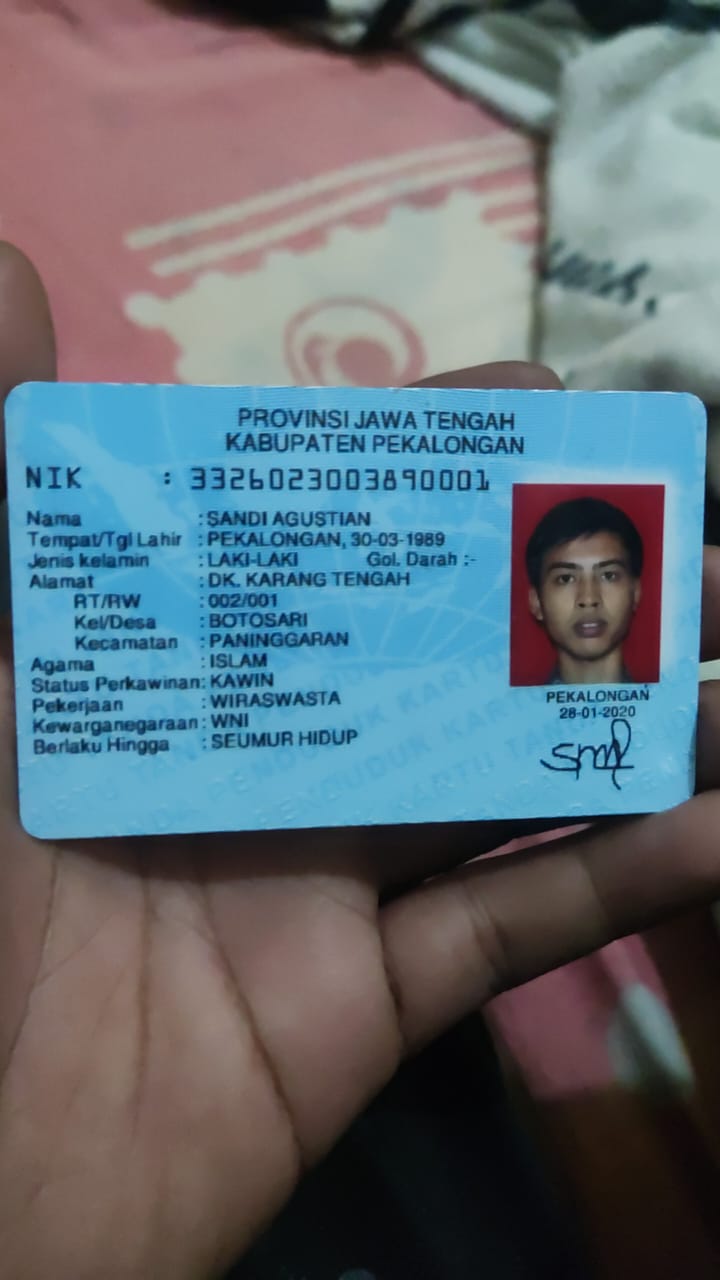 PROVINSI JAWA TENGAH
KABUPATEN PEKALONGAN
NIK : 3326023003890001
Nama : SANDI AGUSTIAN
Tempat/Tgl Lahir : PEKALONGAN, 30-03-1989
Jenis kelamin : LAKI-LAKI Gol. Darah :-
Alamat : DK. KARANG TENGAH
RT/RW : 002/001
Kel/Desa : BOTOSARI
Kecamatan : PANINGGARAN
Agama : ISLAM
Status Perkawinan: KAWIN
Pekerjaan : WIRASWASTA
Kewarganegaraan: WNI
Berlaku Hingga : SEUMUR HIDUP
PEKALONGAN
28-01-2020